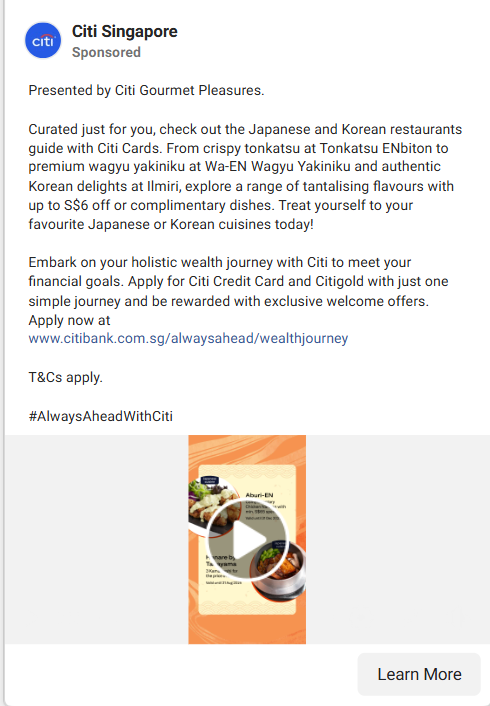 citi
Citi Singapore
Sponsored
Presented by Citi Gourmet Pleasures.
Curated just for you, check out the Japanese and Korean restaurants
guide with Citi Cards. From crispy tonkatsu at Tonkatsu ENbiton to
premium wagyu yakiniku at Wa-EN Wagyu Yakiniku and authentic
Korean delights at Ilmiri, explore a range of tantalising flavours with
up to S$6 off or complimentary dishes. Treat yourself to your
favourite Japanese or Korean cuisines today!
Embark on your holistic wealth journey with Citi to meet your
financial goals. Apply for Citi Credit Card and Citigold with just one
simple journey and be rewarded with exclusive welcome offers.
Apply now at
www.citibank.com.sg/alwaysahead/wealthjourney
T&Cs apply.
#AlwaysAheadWithCiti
Aburi-EN
by
Learn More